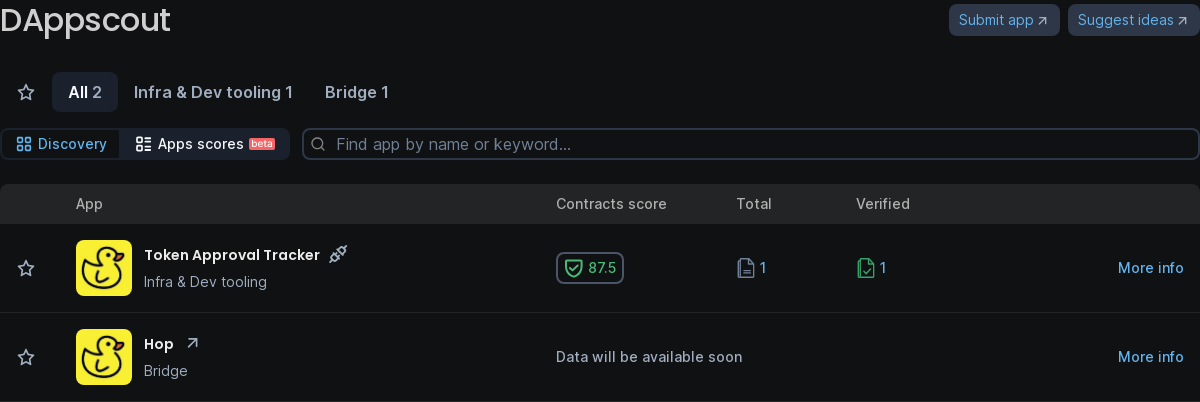 DAppscout
Submit app
Suggest ideas
All 2
Infra & Dev tooling 1
Bridge 1
Discovery
Apps scores beta
Find app by name or keyword...
App
Contracts score
Total
Verified
Token Approval Tracker
Infra & Dev tooling
87.5
1
1
More info
Hop
Bridge
Data will be available soon
More info